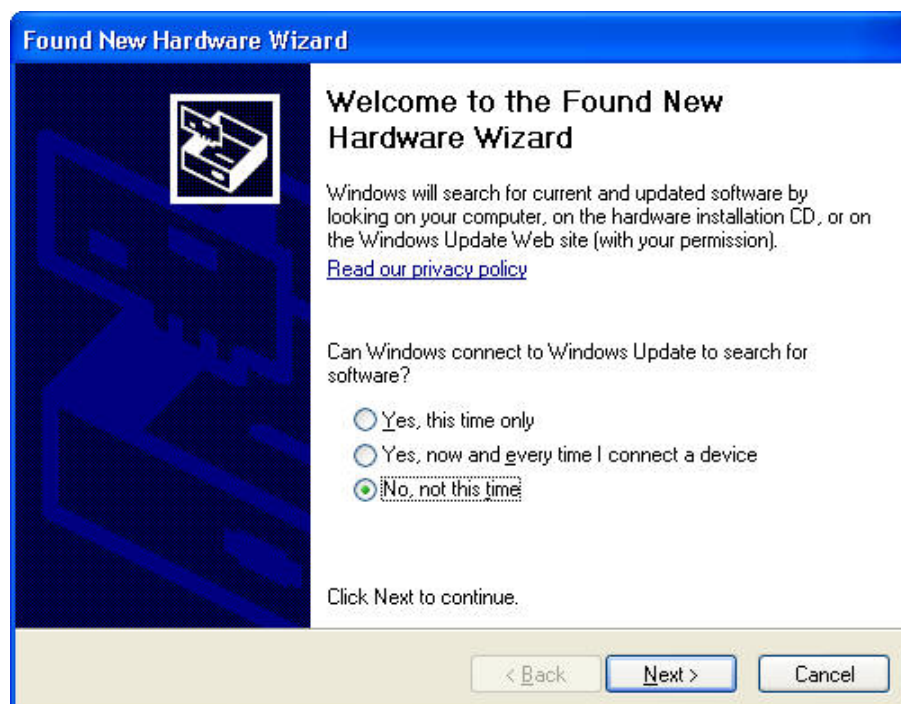 Found New Hardware Wizard
Welcome to the Found New
Hardware Wizard
Windows will search for current and updated software by
looking on your computer, on the hardware installation CD, or on
the Windows Update Web site (with your permission).
Read our privacy policy
Can Windows connect to Windows Update to search for
software?
Yes, this time only
Yes, now and every time I connect a device
No, not this time
Click Next to continue.
< Back Next > Cancel